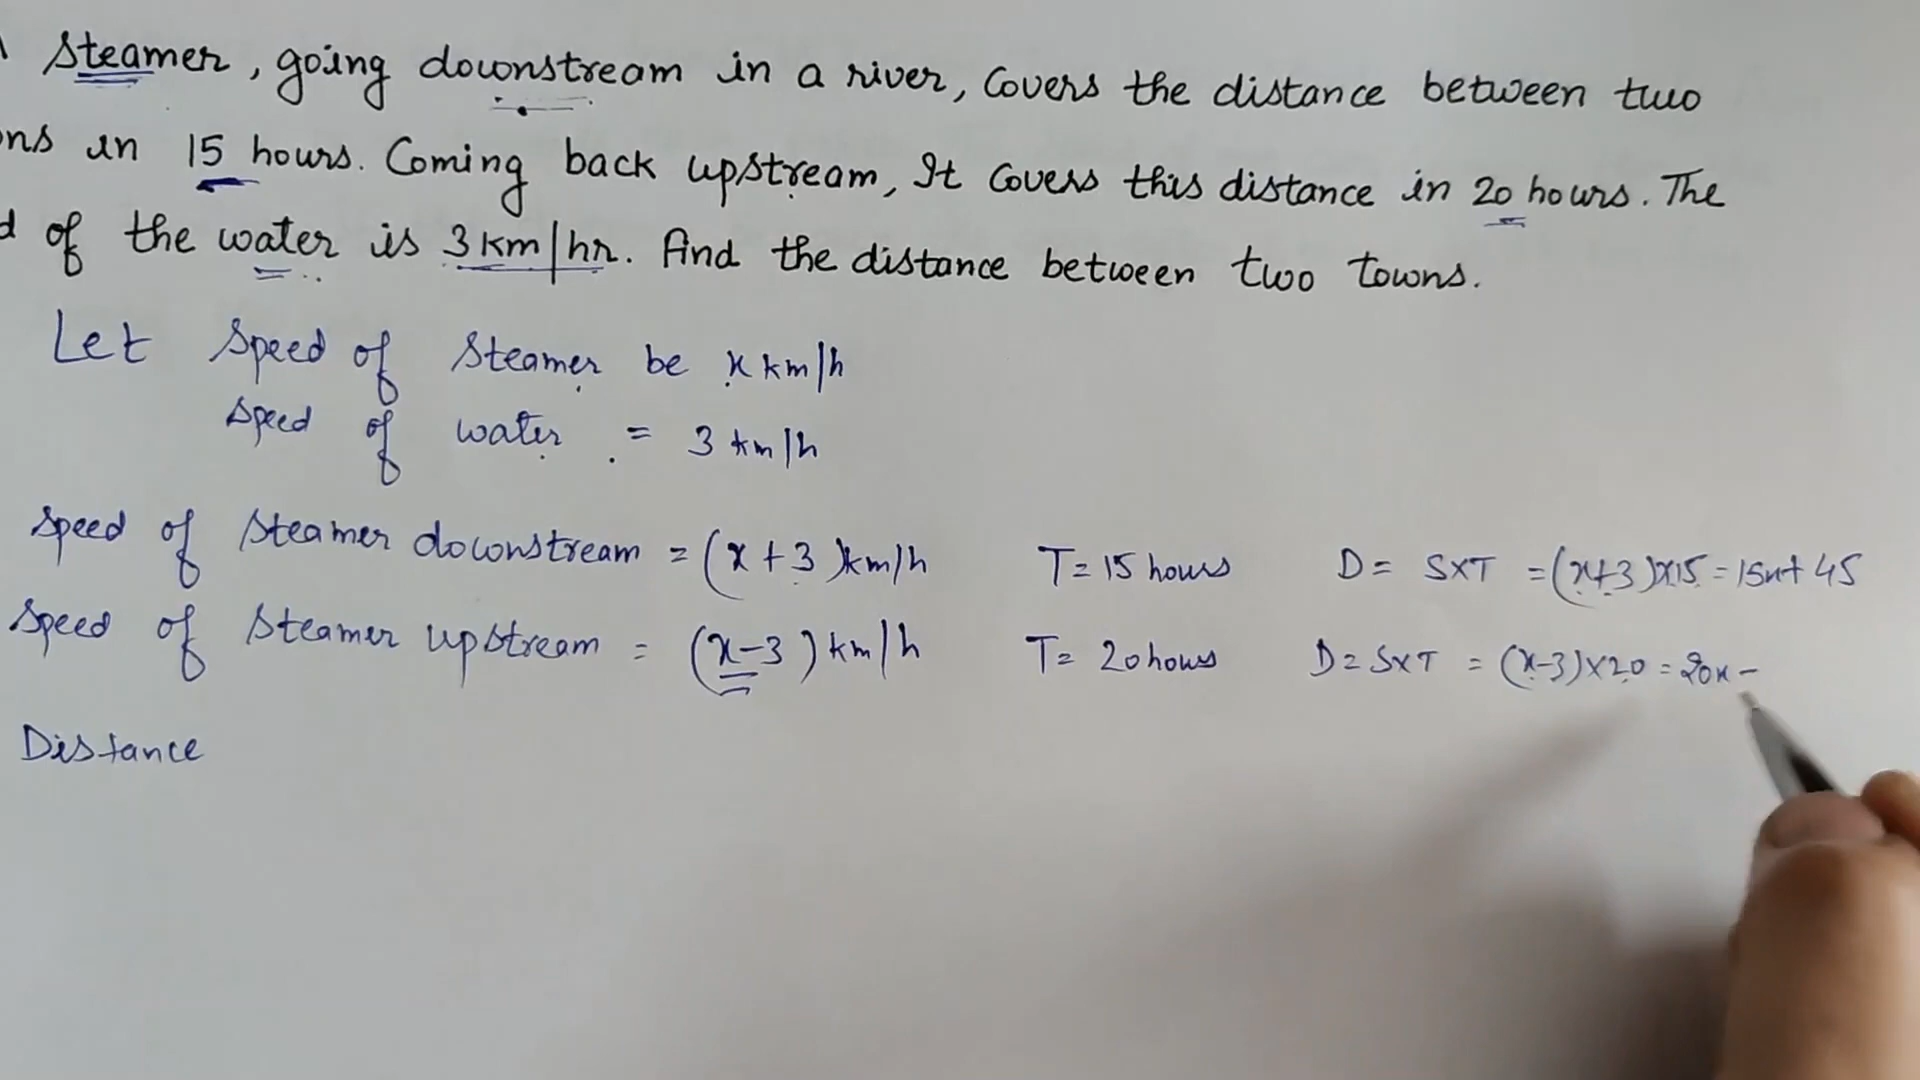 Steamer, going downstream in a river, Covers the distance between two
ns in 15 hours. Coming back upstream, It Covers this distance in 20 hours. The
d of the water is 3 km/hr. Find the distance between two towns.
Let speed of steamer be x km/h
speed of water = 3 km/h
speed of steamer downstream = (x + 3) km/h T = 15 hours D = S×T = (x+3)×15 = 15x + 45
speed of steamer upstream = (x-3) km/h T = 20 hours D = S×T = (x-3)×20 = 20x -
Distance